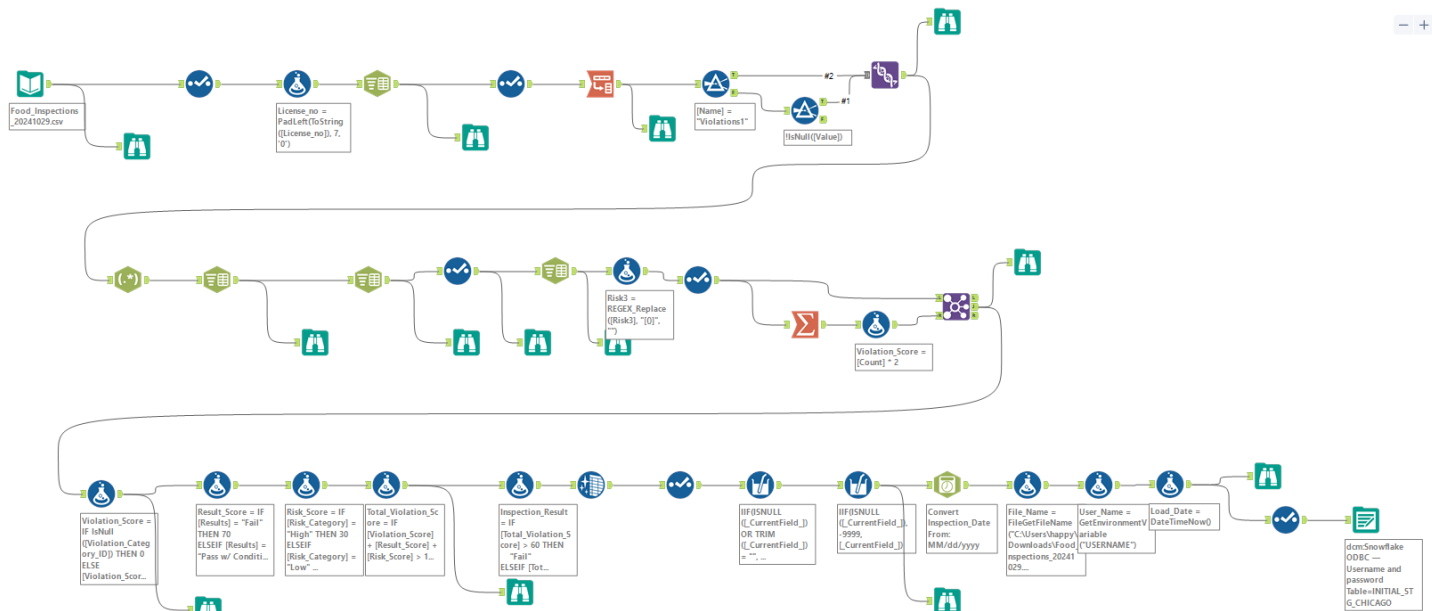 Food_Inspections
_20241029.csv
License_no =
PadLeft(ToString
([License_no]), 7,
'0')
[Name] =
"Violations1"
!IsNull([Value])
#2
#1
(.*)
Risk3 =
REGEX_Replace
([Risk3], "[()]",
"")
Violation_Score =
[Count] * 2
Violation_Score =
IF IsNull
([Violation_Categ
ory_ID]) THEN 0
ELSE
[Violation_Scor...
Result_Score = IF
[Results] = "Fail"
THEN 70
ELSEIF [Results] =
"Pass w/ Conditi...
Risk_Score = IF
[Risk_Category] =
"High" THEN 30
ELSEIF
[Risk_Category] =
"Low" ...
Total_Violation_Sc
ore = IF
[Violation_Score]
+ [Result_Score] +
[Risk_Score] > 1...
Inspection_Result
= IF
[Total_Violation_S
core] > 60 THEN
"Fail"
ELSEIF [Tot...
IIF(ISNULL
([_CurrentField_])
OR TRIM
([_CurrentField_])
= "", ...
IIF(ISNULL
([_CurrentField_]),
-9999,
[_CurrentField_])
Convert
Inspection_Date
From:
MM/dd/yyyy
File_Name =
FileGetFileName
("C:\Users\happy\
Downloads\Food_
Inspections_20241
029....
User_Name =
GetEnvironmentV
ariable
("USERNAME")
Load_Date =
DateTimeNow()
dcm:Snowflake
ODBC —
Username and
password
Table=INITIAL_ST
G_CHICAGO